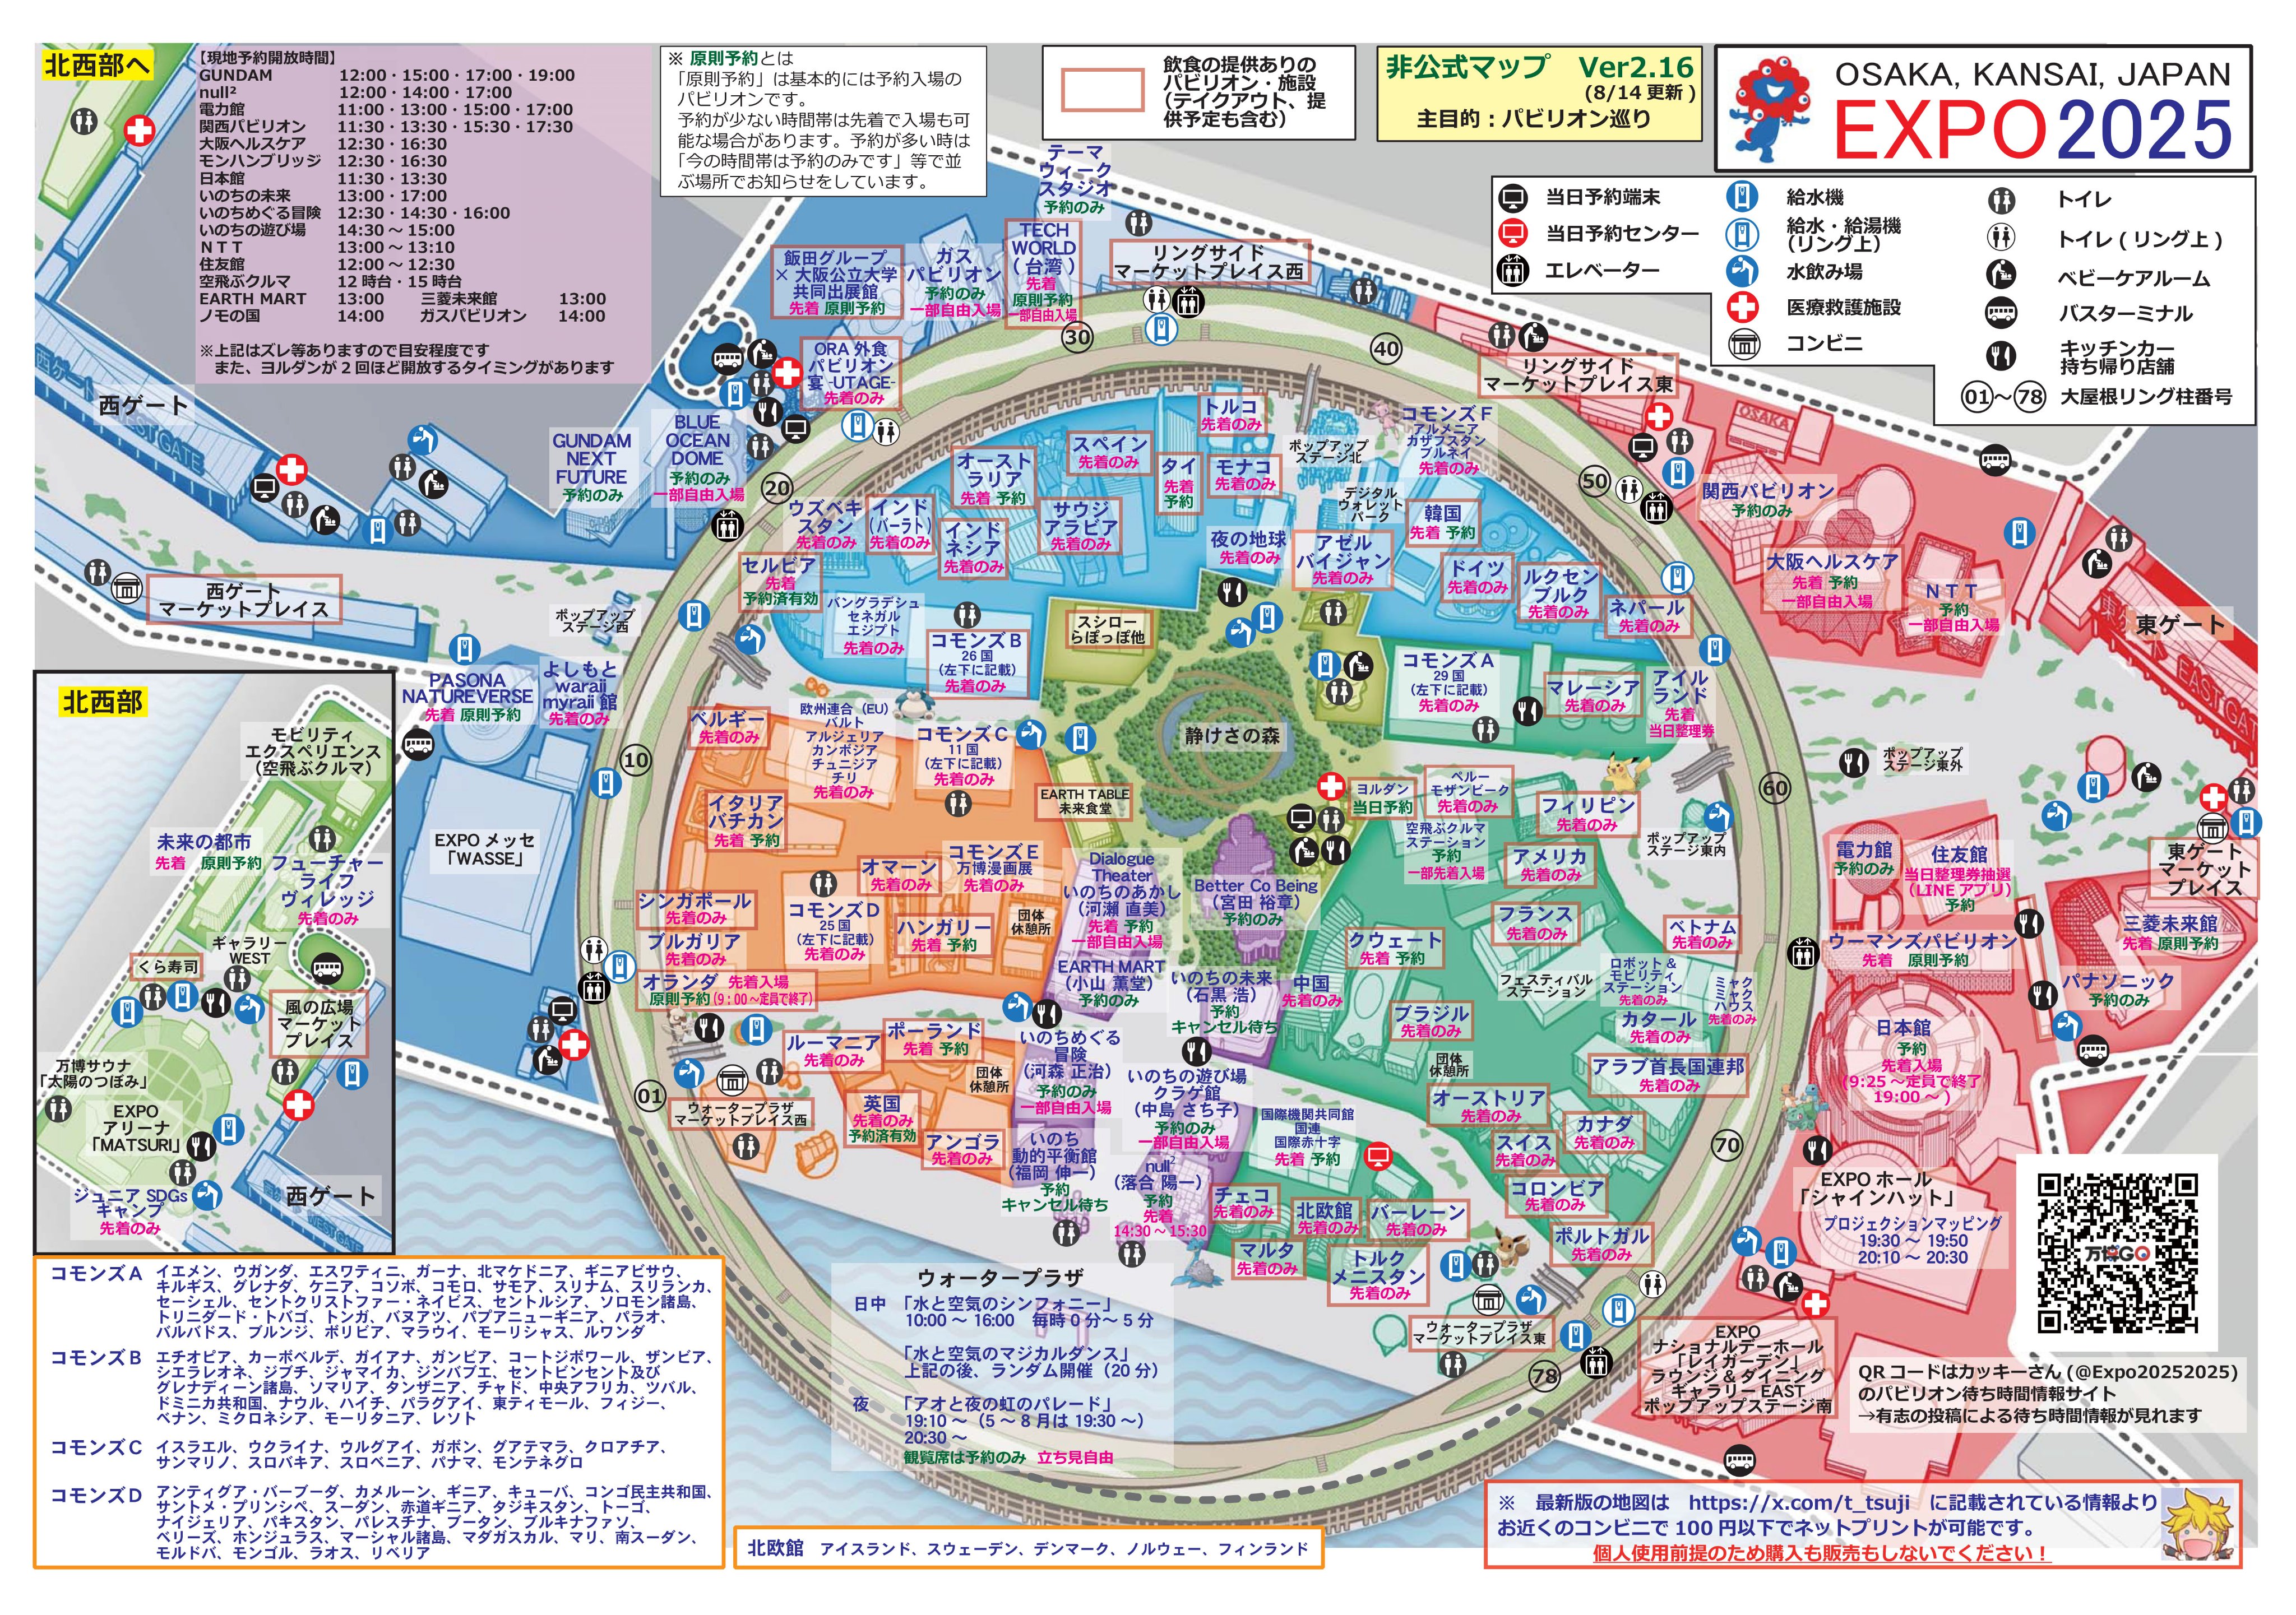 北西部へ
【現地予約開放時間】
GUNDAM 12:00・15:00・17:00・19:00
null² 12:00・14:00・17:00
電力館 11:00・13:00・15:00・17:00
関西パビリオン 11:30・13:30・15:30・17:30
大阪ヘルスケア 12:30・16:30
モンハンブリッジ 12:30・16:30
日本館 11:30・13:30
いのちの未来 13:00・17:00
いのちめぐる冒険 12:30・14:30・16:00
いのちの遊び場 14:30～15:00
ＮＴＴ 13:00～13:10
住友館 12:00～12:30
空飛ぶクルマ 12時台・15時台
EARTH MART 13:00 三菱未来館 13:00
ノモの国 14:00 ガスパビリオン 14:00
※上記はズレ等ありますので目安程度です
また、ヨルダンが2回ほど開放するタイミングがあります
※ 原則予約とは
「原則予約」は基本的には予約入場の
パビリオンです。
予約が少ない時間帯は先着で入場も可
能な場合があります。予約が多い時は
「今の時間帯は予約のみです」等で並
ぶ場所でお知らせをしています。
飲食の提供ありの
パビリオン・施設
（テイクアウト、提
供予定も含む）
非公式マップ Ver2.16
(8/14更新)
主目的：パビリオン巡り
OSAKA, KANSAI, JAPAN
EXPO2025
当日予約端末
当日予約センター
エレベーター
給水機
給水・給湯機
（リング上）
水飲み場
医療救護施設
コンビニ
トイレ
トイレ(リング上)
ベビーケアルーム
バスターミナル
キッチンカー
持ち帰り店舗
01～78 大屋根リング柱番号
テーマ
ウィーク
スタジオ
予約のみ
飯田グループ
×大阪公立大学
共同出展館
先着 原則予約
ガス
パビリオン
予約のみ
一部自由入場
TECH
WORLD
(台湾)
先着
原則予約
一部自由入場
リングサイド
マーケットプレイス西
30
40
リングサイド
マーケットプレイス東
ORA外食
パビリオン
宴-UTAGE-
先着のみ
西ゲート
WEST GATE
GUNDAM
NEXT
FUTURE
予約のみ
BLUE
OCEAN
DOME
予約のみ
一部自由入場
20
50
OSAKA
関西パビリオン
予約のみ
大阪ヘルスケア
先着 予約
一部自由入場
ＮＴＴ
予約
一部自由入場
東ゲート
EAST GATE
西ゲート
マーケットプレイス
ポップアップ
ステージ西
トルコ
先着のみ
スペイン
先着のみ
オースト
ラリア
先着 予約
タイ
先着
予約
モナコ
先着のみ
ポップアップ
ステージ北
コモンズF
アルメニア
カザフスタン
ブルネイ
先着のみ
ウズベキ
スタン
先着のみ
インド
(バーラト)
先着のみ
インド
ネシア
先着のみ
サウジ
アラビア
先着のみ
デジタル
ウォレット
パーク
韓国
先着 予約
夜の地球
先着のみ
アゼル
バイジャン
先着のみ
ドイツ
先着のみ
ルクセン
ブルク
先着のみ
ネパール
先着のみ
セルビア
先着
予約済有効
バングラデシュ
セネガル
エジプト
先着のみ
コモンズB
26国
(左下に記載)
先着のみ
スシロー
らぽっぽ他
コモンズA
29国
(左下に記載)
先着のみ
マレーシア
先着のみ
アイル
ランド
先着
当日整理券
PASONA
NATUREVERSE
先着 原則予約
よしもと
waraii
myraii館
先着のみ
10
EXPOメッセ
「WASSE」
ベルギー
先着のみ
欧州連合（EU）
バルト
アルジェリア
カンボジア
チュニジア
チリ
先着のみ
コモンズC
11国
(左下に記載)
先着のみ
静けさの森
EARTH TABLE
未来食堂
イタリア
バチカン
先着 予約
ヨルダン
当日予約
ペルー
モザンビーク
先着のみ
フィリピン
先着のみ
空飛ぶクルマ
ステーション
予約
一部先着入場
アメリカ
先着のみ
ポップアップ
ステージ東内
60
ポップアップ
ステージ東外
オマーン
先着のみ
コモンズE
万博漫画展
先着のみ
Dialogue
Theater
いのちのあかし
(河瀬 直美)
先着 予約
一部自由入場
Better Co Being
(宮田 裕章)
予約のみ
シンガポール
先着のみ
コモンズD
25国
(左下に記載)
先着のみ
ハンガリー
先着 予約
団体
休憩所
ブルガリア
先着のみ
オランダ 先着入場
原則予約(9:00～定員で終了)
EARTH MART
(小山 薫堂)
予約のみ
いのちの未来
(石黒 浩)
予約
キャンセル待ち
中国
先着のみ
クウェート
先着 予約
フランス
先着のみ
ベトナム
先着のみ
フェスティバル
ステーション
ロボット＆
モビリティ
ステーション
先着のみ
ミャク
ミャク
ハウス
先着のみ
ブラジル
先着のみ
カタール
先着のみ
アラブ首長国連邦
先着のみ
団体
休憩所
電力館
予約のみ
住友館
当日整理券抽選
(LINEアプリ)
予約
東ゲート
マーケット
プレイス
三菱未来館
先着 原則予約
ウーマンズパビリオン
先着 原則予約
パナソニック
予約のみ
日本館
予約
先着入場
(9:25～定員で終了
19:00～)
ルーマニア
先着のみ
ポーランド
先着 予約
団体
休憩所
いのちめぐる
冒険
(河森 正治)
予約のみ
一部自由入場
いのちの遊び場
クラゲ館
(中島 さち子)
予約のみ
一部自由入場
01
ウォータープラザ
マーケットプレイス西
英国
先着のみ
予約済有効
アンゴラ
先着のみ
いのち
動的平衡館
(福岡 伸一)
予約
キャンセル待ち
null²
(落合 陽一)
予約
先着
14:30～15:30
国際機関共同館
国連
国際赤十字
先着 予約
オーストリア
先着のみ
スイス
先着のみ
カナダ
先着のみ
70
コロンビア
先着のみ
ポルトガル
先着のみ
チェコ
先着のみ
北欧館
先着のみ
バーレーン
先着のみ
マルタ
先着のみ
トルク
メニスタン
先着のみ
ウォータープラザ
マーケットプレイス東
78
EXPOホール
「シャインハット」
プロジェクションマッピング
19:30～19:50
20:10～20:30
万博GO
EXPO
ナショナルデーホール
「レイガーデン」
ラウンジ＆ダイニング
ギャラリーEAST
ポップアップステージ南
QRコードはカッキーさん(@Expo20252025)
のパビリオン待ち時間情報サイト
→有志の投稿による待ち時間情報が見れます
北西部
モビリティ
エクスペリエンス
(空飛ぶクルマ)
未来の都市
先着 原則予約
フューチャー
ライフ
ヴィレッジ
先着のみ
ギャラリー
WEST
くら寿司
風の広場
マーケット
プレイス
万博サウナ
「太陽のつぼみ」
EXPO
アリーナ
「MATSURI」
ジュニアSDGs
キャンプ
先着のみ
西ゲート
WEST GATE
ウォータープラザ
日中 「水と空気のシンフォニー」
10:00～16:00 毎時0分～5分
「水と空気のマジカルダンス」
上記の後、ランダム開催（20分）
夜 「アオと夜の虹のパレード」
19:10～（5～8月は19:30～）
20:30～
観覧席は予約のみ 立ち見自由
コモンズA イエメン、ウガンダ、エスワティニ、ガーナ、北マケドニア、ギニアビサウ、
キルギス、グレナダ、ケニア、コソボ、コモロ、サモア、スリナム、スリランカ、
セーシェル、セントクリストファー・ネイビス、セントルシア、ソロモン諸島、
トリニダード・トバゴ、トンガ、バヌアツ、パプアニューギニア、パラオ、
バルバドス、ブルンジ、ボリビア、マラウイ、モーリシャス、ルワンダ
コモンズB エチオピア、カーボベルデ、ガイアナ、ガンビア、コートジボワール、ザンビア、
シエラレオネ、ジブチ、ジャマイカ、ジンバブエ、セントビンセント及び
グレナディーン諸島、ソマリア、タンザニア、チャド、中央アフリカ、ツバル、
ドミニカ共和国、ナウル、ハイチ、パラグアイ、東ティモール、フィジー、
ベナン、ミクロネシア、モーリタニア、レソト
コモンズC イスラエル、ウクライナ、ウルグアイ、ガボン、グアテマラ、クロアチア、
サンマリノ、スロバキア、スロベニア、パナマ、モンテネグロ
コモンズD アンティグア・バーブーダ、カメルーン、ギニア、キューバ、コンゴ民主共和国、
サントメ・プリンシペ、スーダン、赤道ギニア、タジキスタン、トーゴ、
ナイジェリア、パキスタン、パレスチナ、ブータン、ブルキナファソ、
ベリーズ、ホンジュラス、マーシャル諸島、マダガスカル、マリ、南スーダン、
モルドバ、モンゴル、ラオス、リベリア
北欧館 アイスランド、スウェーデン、デンマーク、ノルウェー、フィンランド
※ 最新版の地図は https://x.com/t_tsuji に記載されている情報より
お近くのコンビニで100円以下でネットプリントが可能です。
個人使用前提のため購入も販売もしないでください！